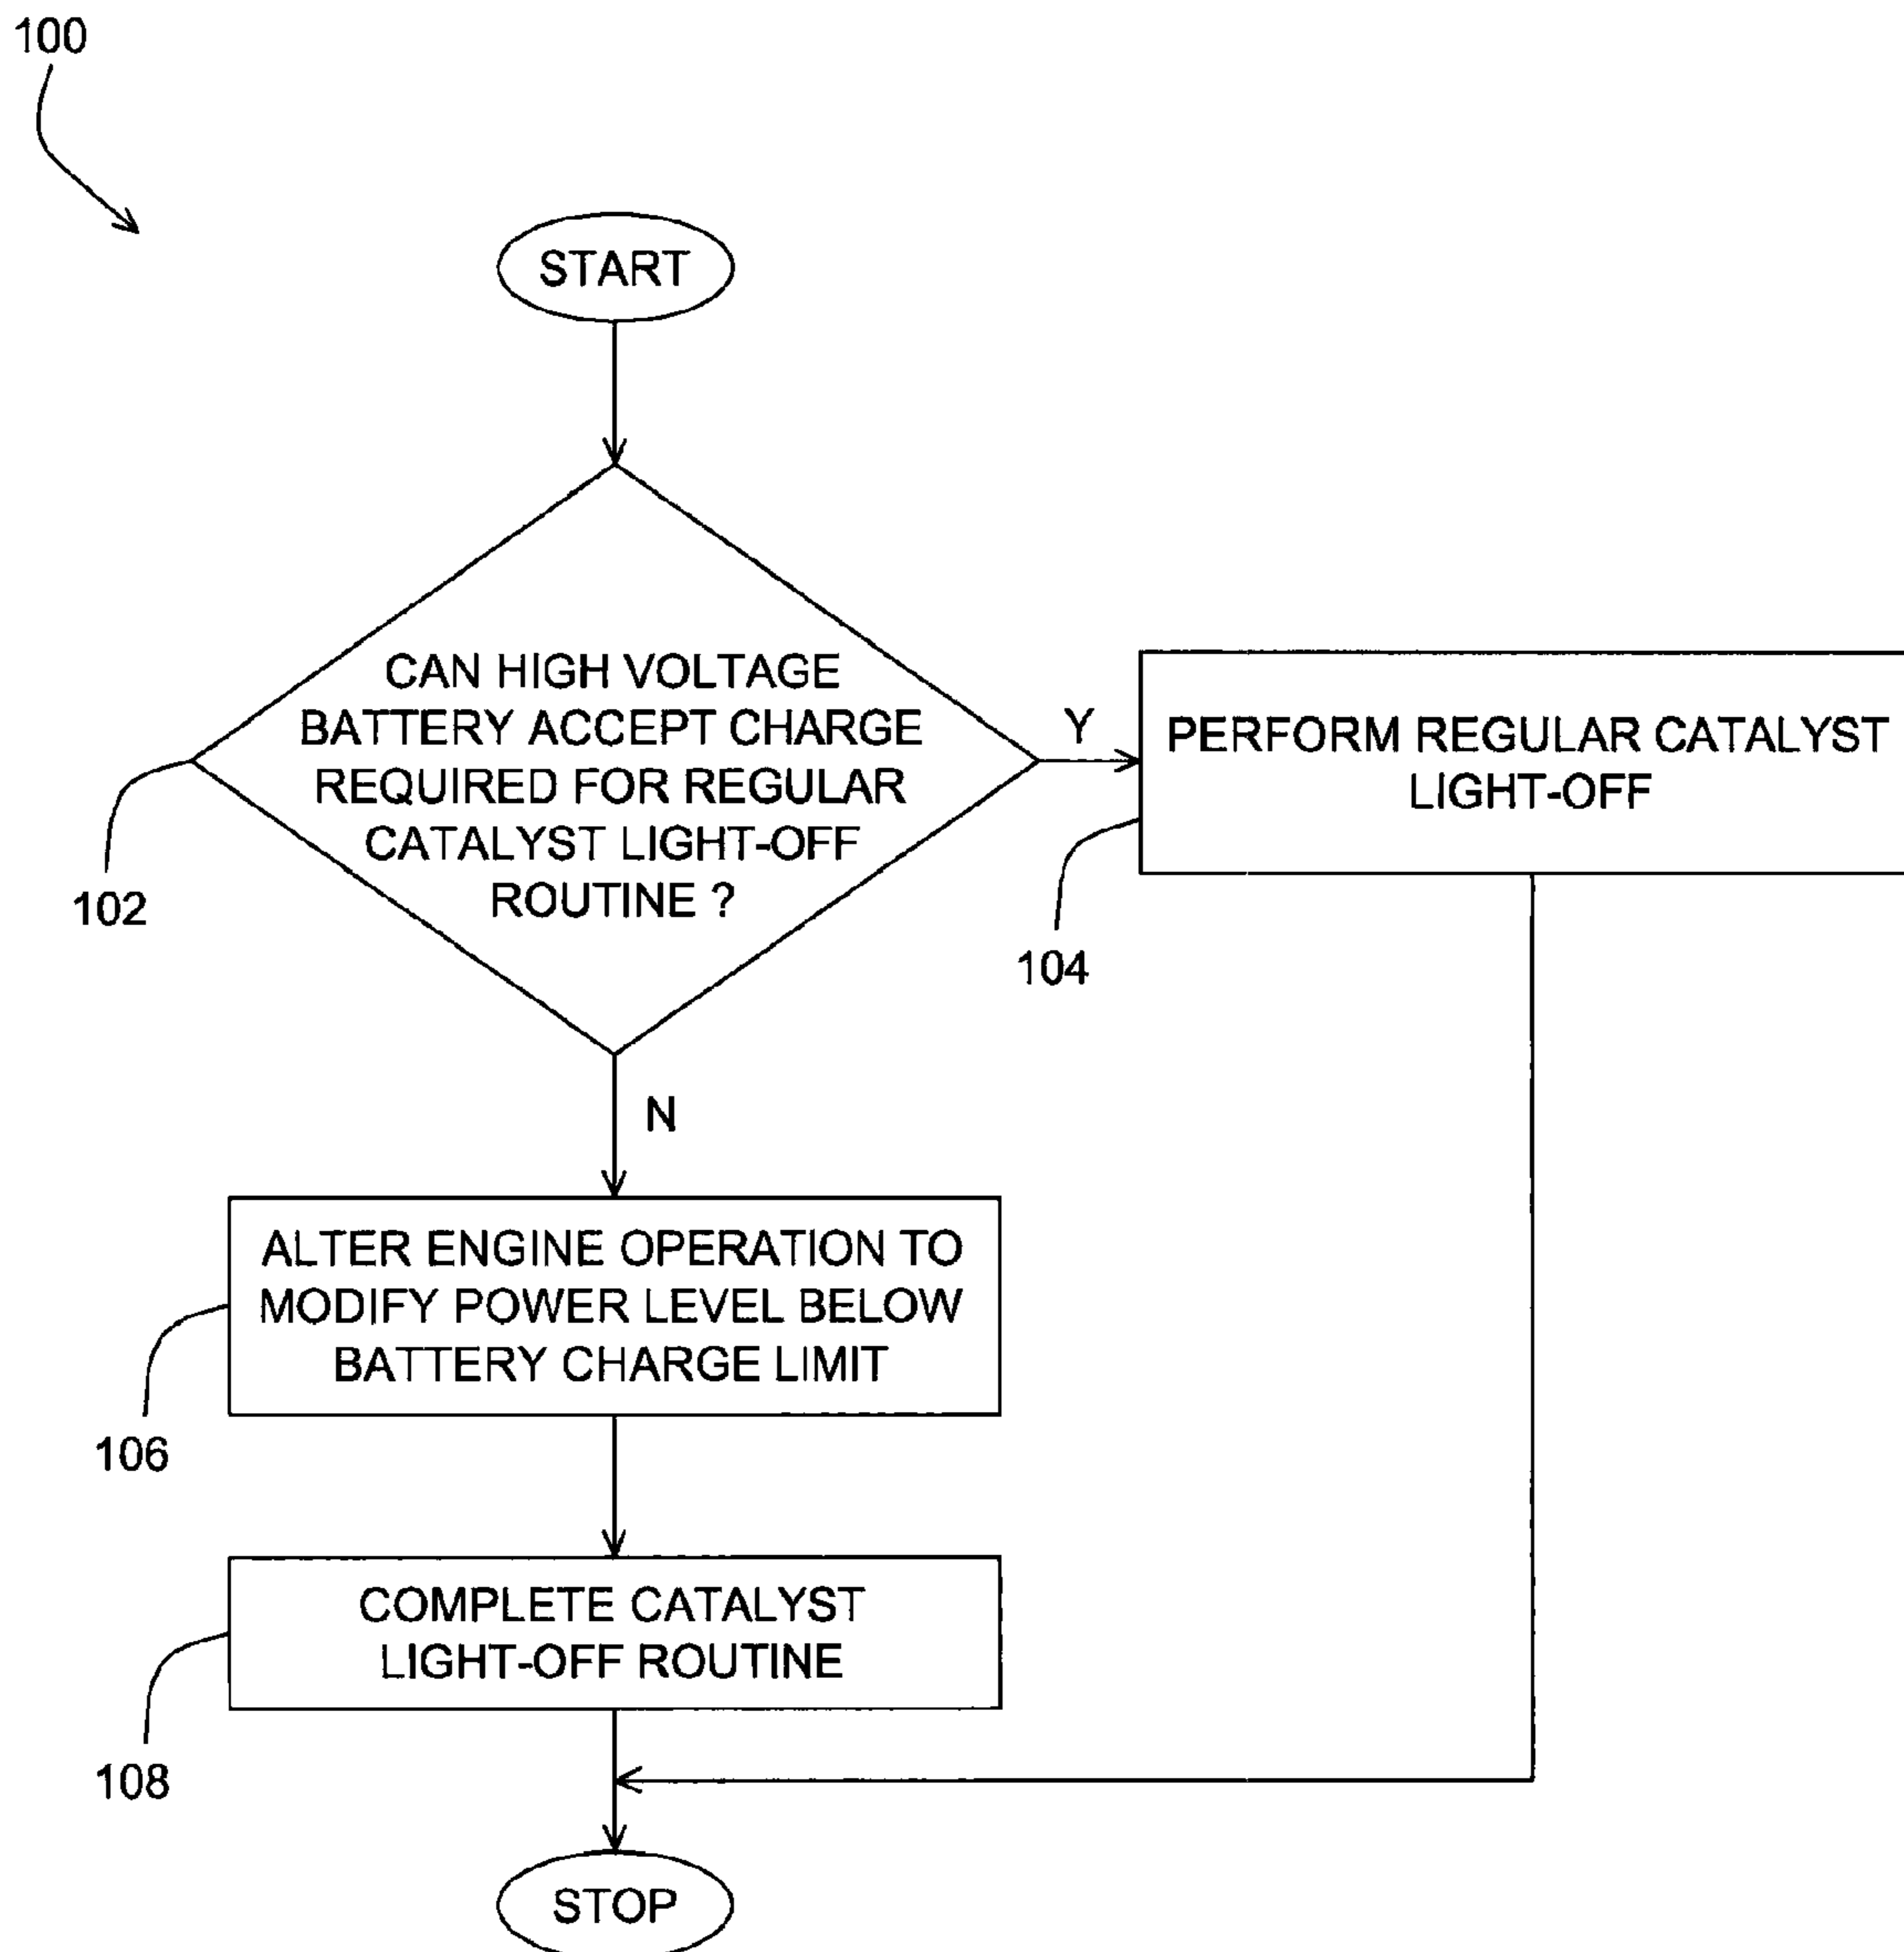 100
START
CAN HIGH VOLTAGE
BATTERY ACCEPT CHARGE
REQUIRED FOR REGULAR
CATALYST LIGHT-OFF
ROUTINE ?
102
Y
PERFORM REGULAR CATALYST
LIGHT-OFF
104
N
ALTER ENGINE OPERATION TO
MODIFY POWER LEVEL BELOW
BATTERY CHARGE LIMIT
106
COMPLETE CATALYST
LIGHT-OFF ROUTINE
108
STOP